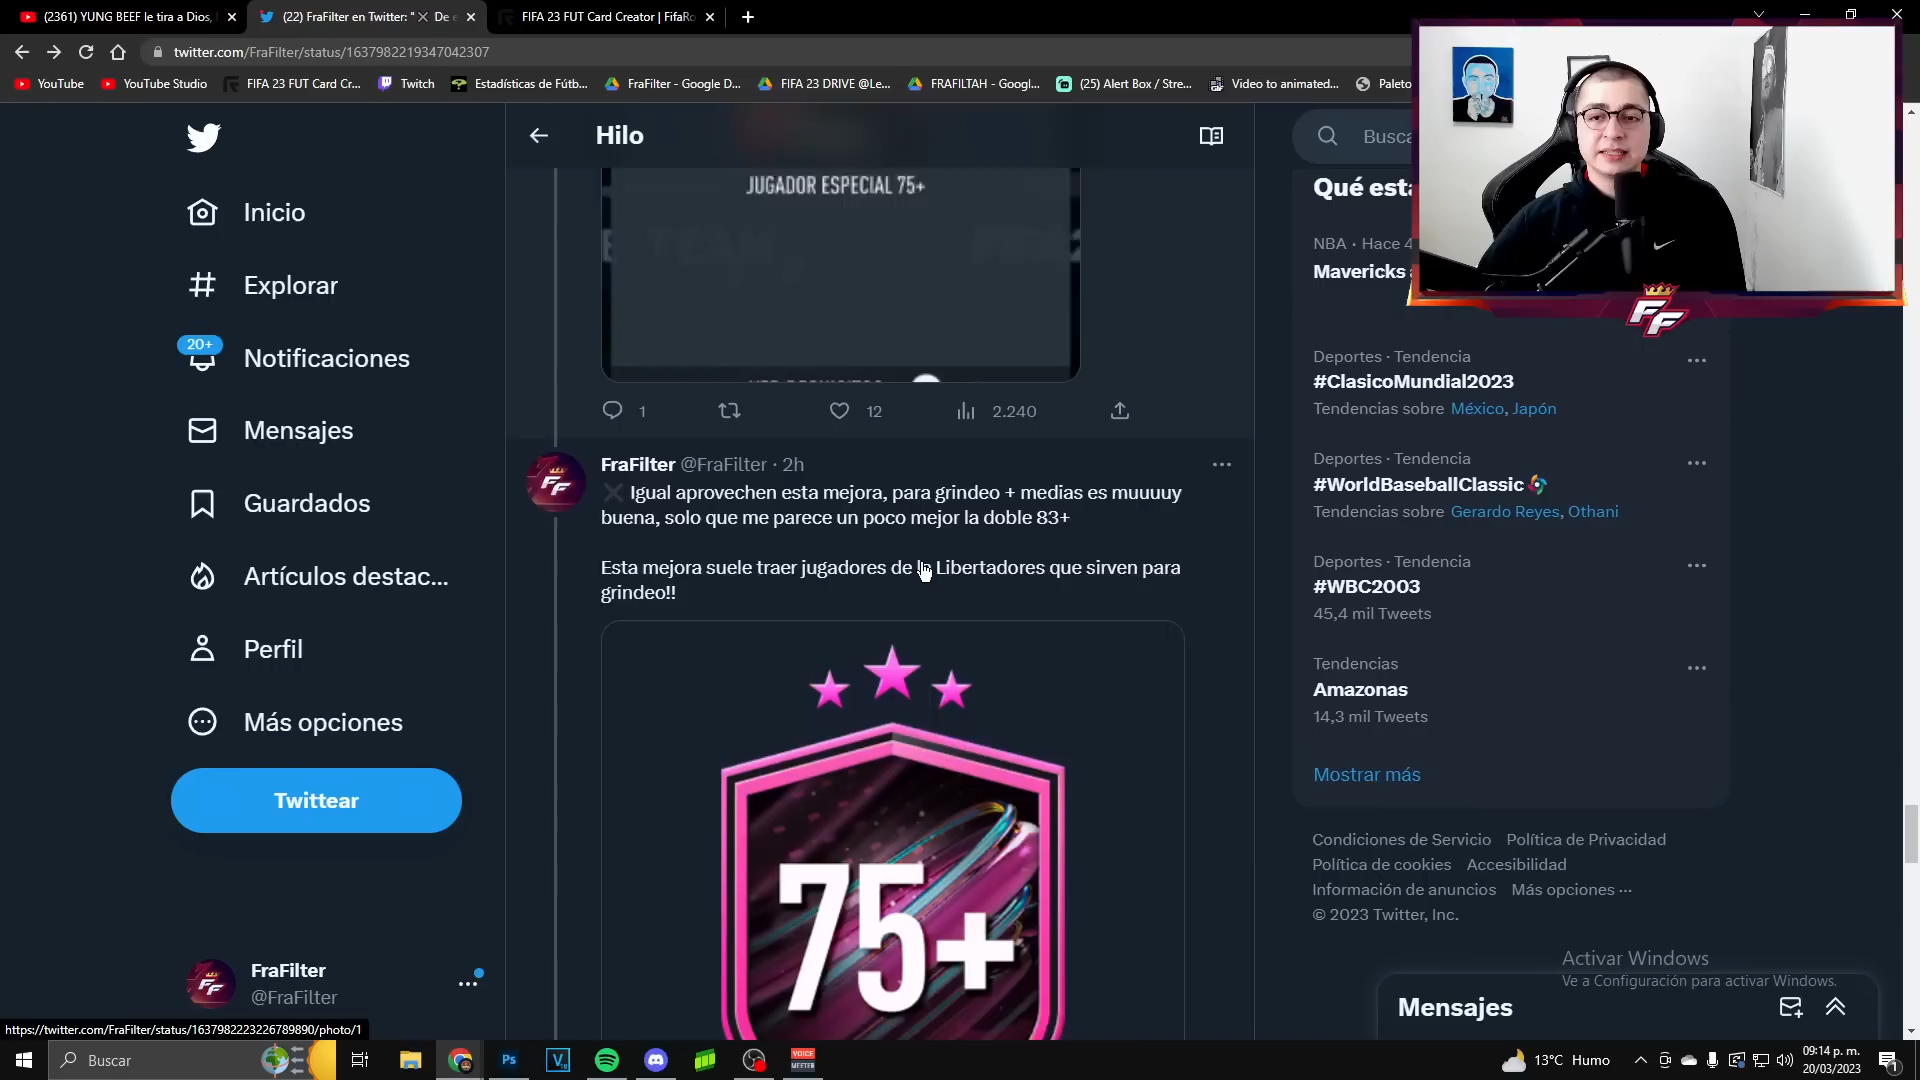 (2361) YUNG BEEF le tira a Dios,
(22) FraFilter en Twitter: "❌ De e
FIFA 23 FUT Card Creator | FifaRo
twitter.com/FraFilter/status/1637982219347042307
YouTube
YouTube Studio
FIFA 23 FUT Card Cr...
Twitch
Estadísticas de Fútb...
FraFilter - Google D...
FIFA 23 DRIVE @Le...
FRAFILTAH - Googl...
(25) Alert Box / Stre...
Video to animated...
Paleto
Hilo
Inicio
Explorar
20+
Notificaciones
Mensajes
Guardados
Artículos destac...
Perfil
Más opciones
Twittear
FraFilter
@FraFilter
JUGADOR ESPECIAL 75+
1
12
2.240
FraFilter @FraFilter · 2h
❌ Igual aprovechen esta mejora, para grindeo + medias es muuuuy
buena, solo que me parece un poco mejor la doble 83+
Esta mejora suele traer jugadores de la Libertadores que sirven para
grindeo!!
75+
Busca
Qué est
NBA · Hace 4
Mavericks
FF
Deportes · Tendencia
#ClasicoMundial2023
Tendencias sobre México, Japón
Deportes · Tendencia
#WorldBaseballClassic
Tendencias sobre Gerardo Reyes, Othani
Deportes · Tendencia
#WBC2003
45,4 mil Tweets
Tendencias
Amazonas
14,3 mil Tweets
Mostrar más
Condiciones de Servicio Política de Privacidad
Política de cookies Accesibilidad
Información de anuncios Más opciones ···
© 2023 Twitter, Inc.
Activar Windows
Ve a Configuración para activar Windows.
Mensajes
https://twitter.com/FraFilter/status/1637982223226789890/photo/1
Buscar
Ps
VOICE
MEETER
13°C Humo
09:14 p. m.
20/03/2023
1